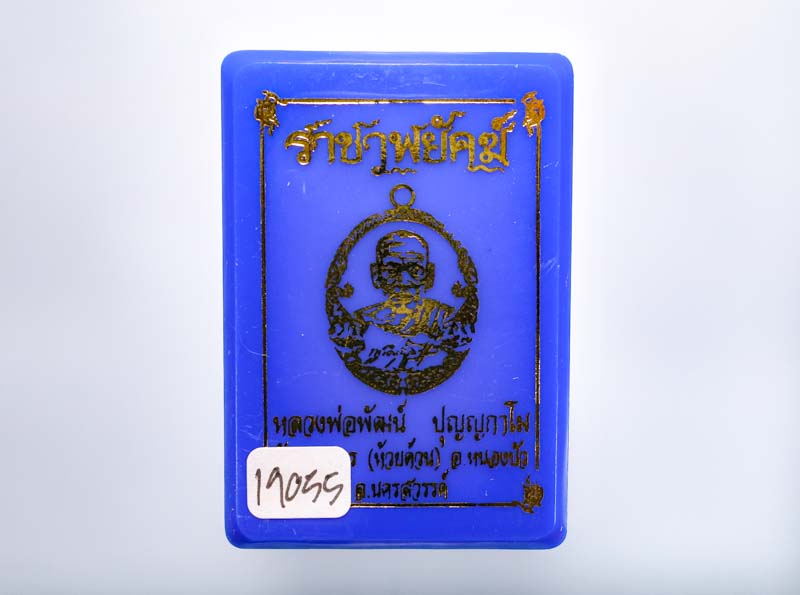 ราชาพยัคฆ์
หลวงพ่อพัฒน์ ปุญญกาโม
(ห้วยด้วน) อ.หนองบัว
จ.นครสวรรค์
19055